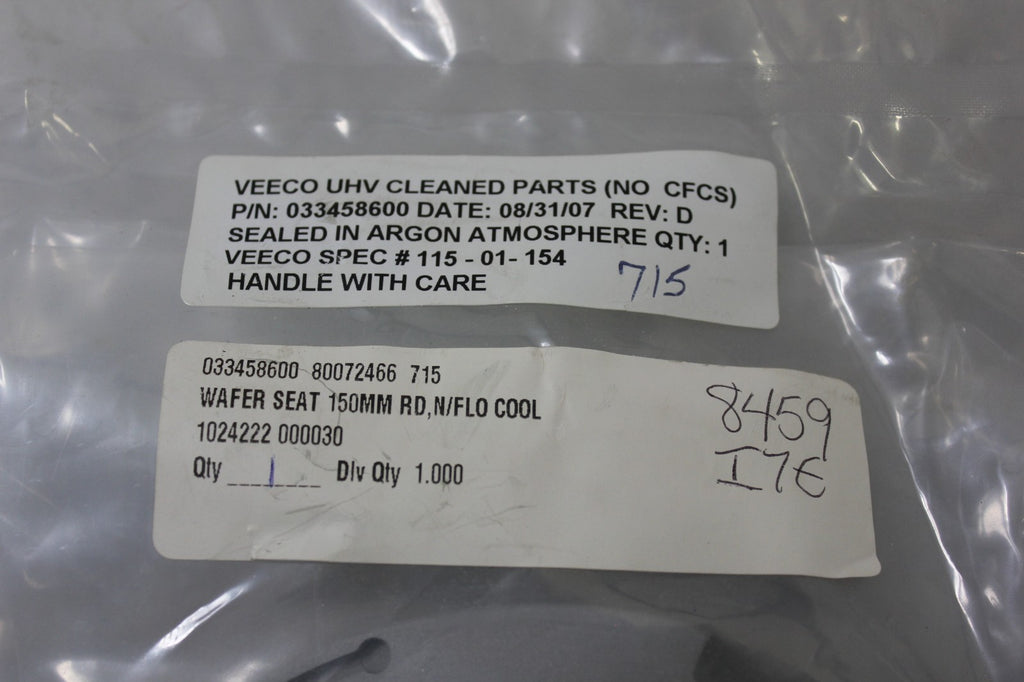 VEECO UHV CLEANED PARTS (NO CFCS)
P/N: 033458600 DATE: 08/31/07 REV: D
SEALED IN ARGON ATMOSPHERE QTY: 1
VEECO SPEC # 115 - 01- 154
HANDLE WITH CARE 715
033458600 80072466 715
WAFER SEAT 150MM RD,N/FLO COOL
1024222 000030
Qty ___1___ Dlv Qty 1.000
8459
I7E